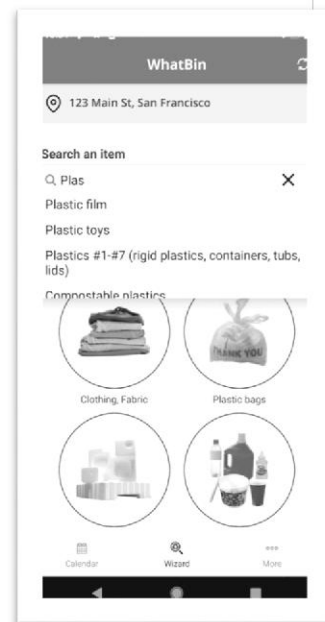 WhatBin
123 Main St, San Francisco
Search an item
Plas
Plastic film
Plastic toys
Plastics #1-#7 (rigid plastics, containers, tubs,
lids)
Compostable plastics
THANK YOU
Clothing, Fabric
Plastic bags
Calendar
Wizard
More